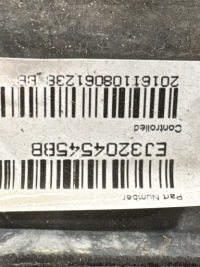 Part Number
EJ3204545BB
Controlled
20161108061238 BB